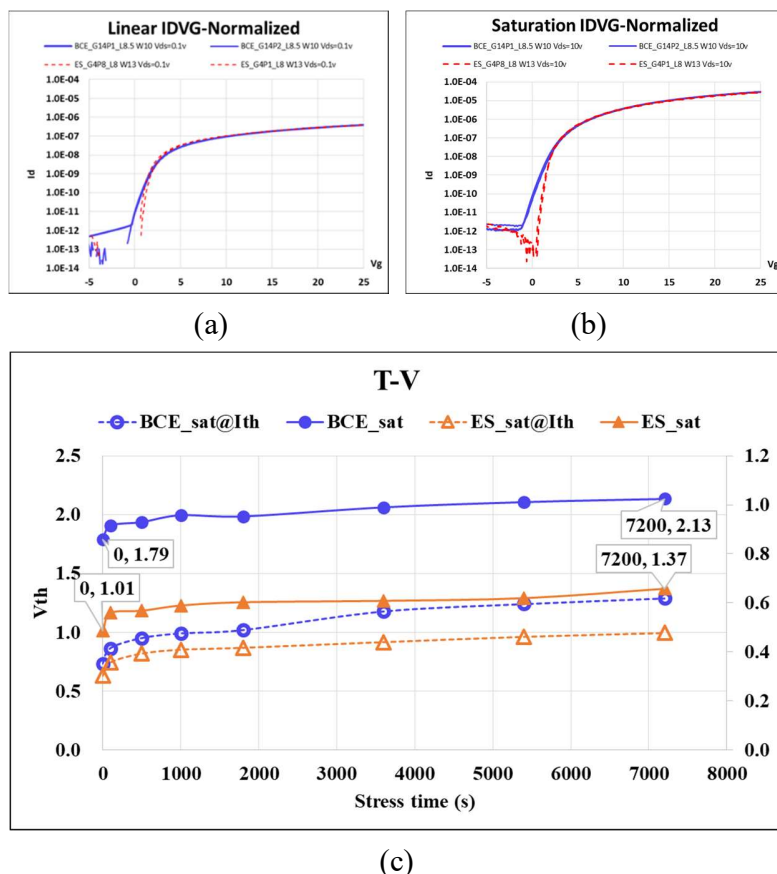 Linear IDVG-Normalized
BCE_G14P1_L8.5 W10 Vds=0.1v BCE_G14P2_L8.5 W10 Vds=0.1v
ES_G4P8_L8 W13 Vds=0.1v ES_G4P1_L8 W13 Vds=0.1v
1.0E-04
1.0E-05
1.0E-06
1.0E-07
1.0E-08
1.0E-09
1.0E-10
1.0E-11
1.0E-12
1.0E-13
1.0E-14
Id
Vg
-5 0 5 10 15 20 25
(a)
Saturation IDVG-Normalized
BCE_G14P1_L8.5 W10 Vds=10v BCE_G14P2_L8.5 W10 Vds=10v
ES_G4P8_L8 W13 Vds=10v ES_G4P1_L8 W13 Vds=10v
1.0E-04
1.0E-05
1.0E-06
1.0E-07
1.0E-08
1.0E-09
1.0E-10
1.0E-11
1.0E-12
1.0E-13
1.0E-14
Id
Vg
-5 0 5 10 15 20 25
(b)
T-V
BCE_sat@Ith BCE_sat ES_sat@Ith ES_sat
2.5
2.0
1.5
1.0
0.5
0.0
Vth
0, 1.79
0, 1.01
7200, 2.13
7200, 1.37
1.2
1.0
0.8
0.6
0.4
0.2
0.0
0 1000 2000 3000 4000 5000 6000 7000 8000
Stress time (s)
(c)